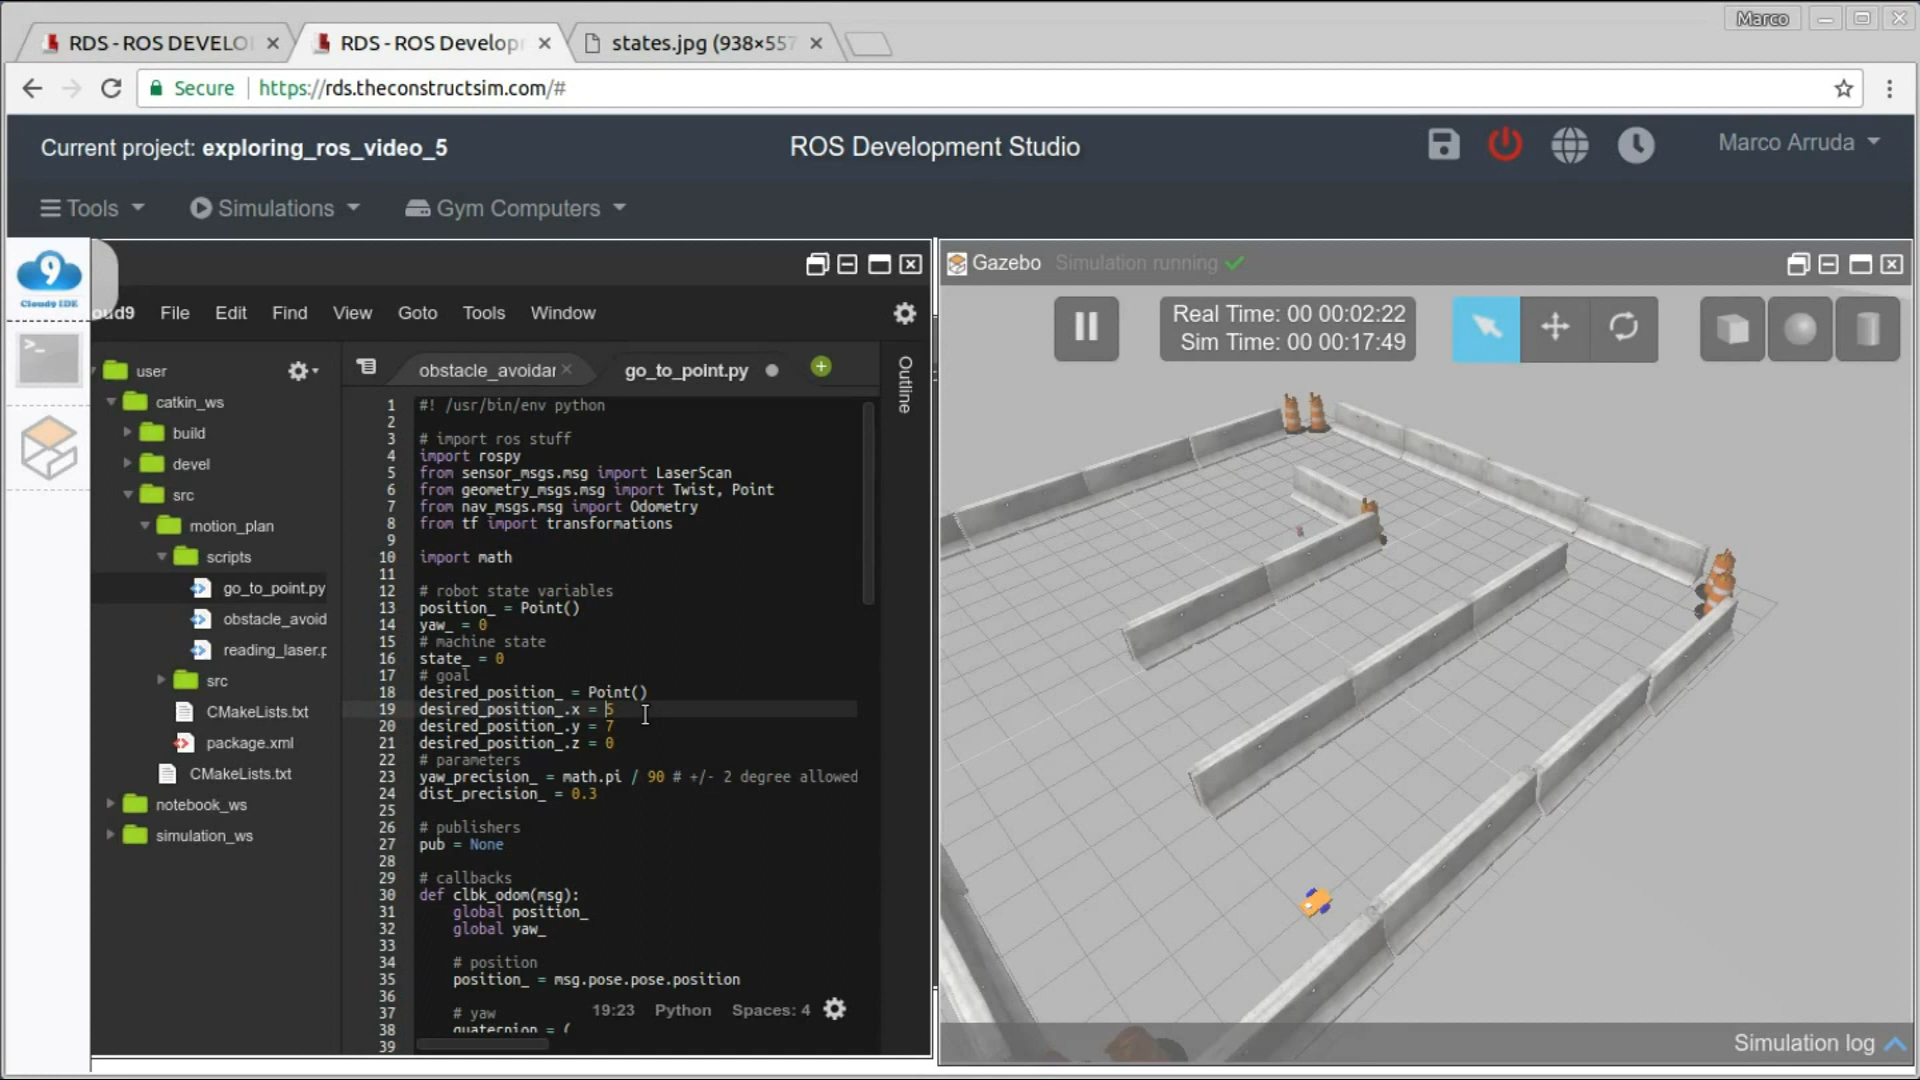 Marco
RDS - ROS DEVELO
RDS - ROS Develop
states.jpg (938×557
Secure
https://rds.theconstructsim.com/#
Current project: exploring_ros_video_5
ROS Development Studio
Marco Arruda
Tools
Simulations
Gym Computers
9
Cloud9 IDE
>_
oud9
File
Edit
Find
View
Goto
Tools
Window
user
catkin_ws
build
devel
src
motion_plan
scripts
go_to_point.py
obstacle_avoid
reading_laser.p
src
CMakeLists.txt
package.xml
CMakeLists.txt
notebook_ws
simulation_ws
obstacle_avoidar
go_to_point.py
Outline
1 #! /usr/bin/env python
2
3 # import ros stuff
4 import rospy
5 from sensor_msgs.msg import LaserScan
6 from geometry_msgs.msg import Twist, Point
7 from nav_msgs.msg import Odometry
8 from tf import transformations
9
10 import math
11
12 # robot state variables
13 position_ = Point()
14 yaw_ = 0
15 # machine state
16 state_ = 0
17 # goal
18 desired_position_ = Point()
19 desired_position_.x = 5
20 desired_position_.y = 7
21 desired_position_.z = 0
22 # parameters
23 yaw_precision_ = math.pi / 90 # +/- 2 degree allowed
24 dist_precision_ = 0.3
25
26 # publishers
27 pub = None
28
29 # callbacks
30 def clbk_odom(msg):
31     global position_
32     global yaw_
33
34     # position
35     position_ = msg.pose.pose.position
36
37     # yaw
38     quaternion = (
39
19:23
Python
Spaces: 4
Gazebo
Simulation running
Real Time: 00 00:02:22
Sim Time: 00 00:17:49
Simulation log